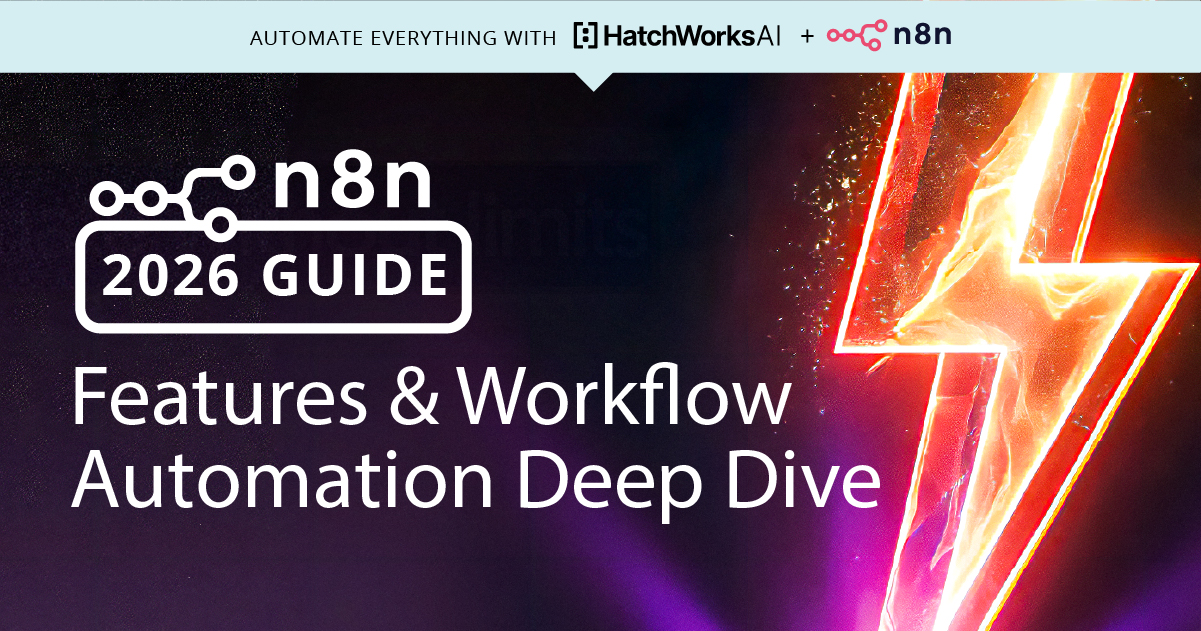 AUTOMATE EVERYTHING WITH HatchWorksAI + n8n
n8n
2026 GUIDE
Features & Workflow
Automation Deep Dive